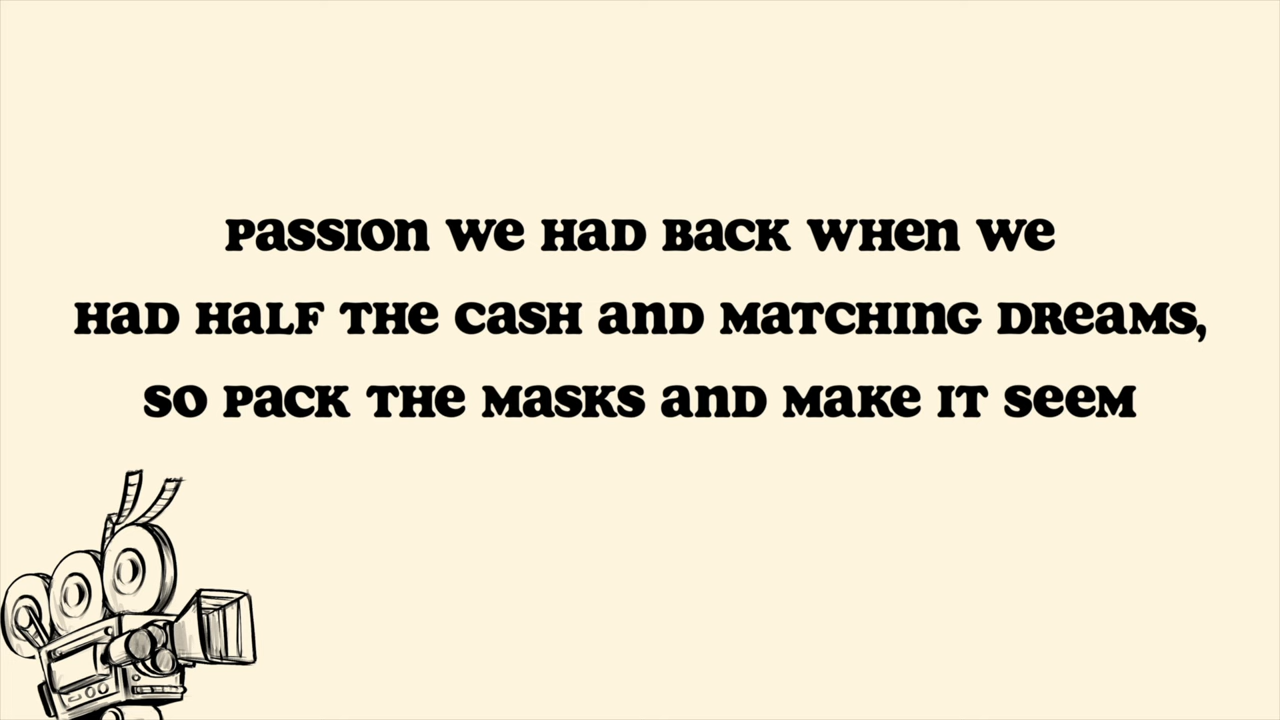 Passion we had back when we
had half the cash and matching dreams,
so pack the masks and make it seem